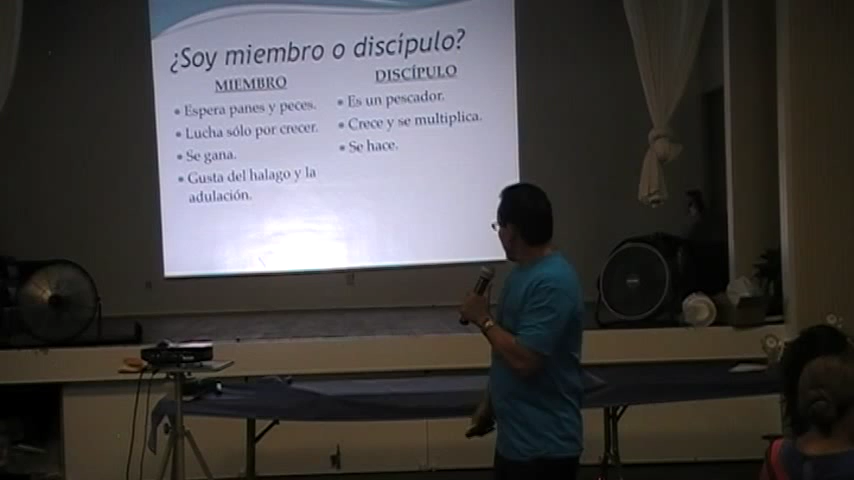 ¿Soy miembro o discípulo?
MIEMBRO
• Espera panes y peces.
• Lucha sólo por crecer.
• Se gana.
• Gusta del halago y la
adulación.
DISCÍPULO
• Es un pescador.
• Crece y se multiplica.
• Se hace.